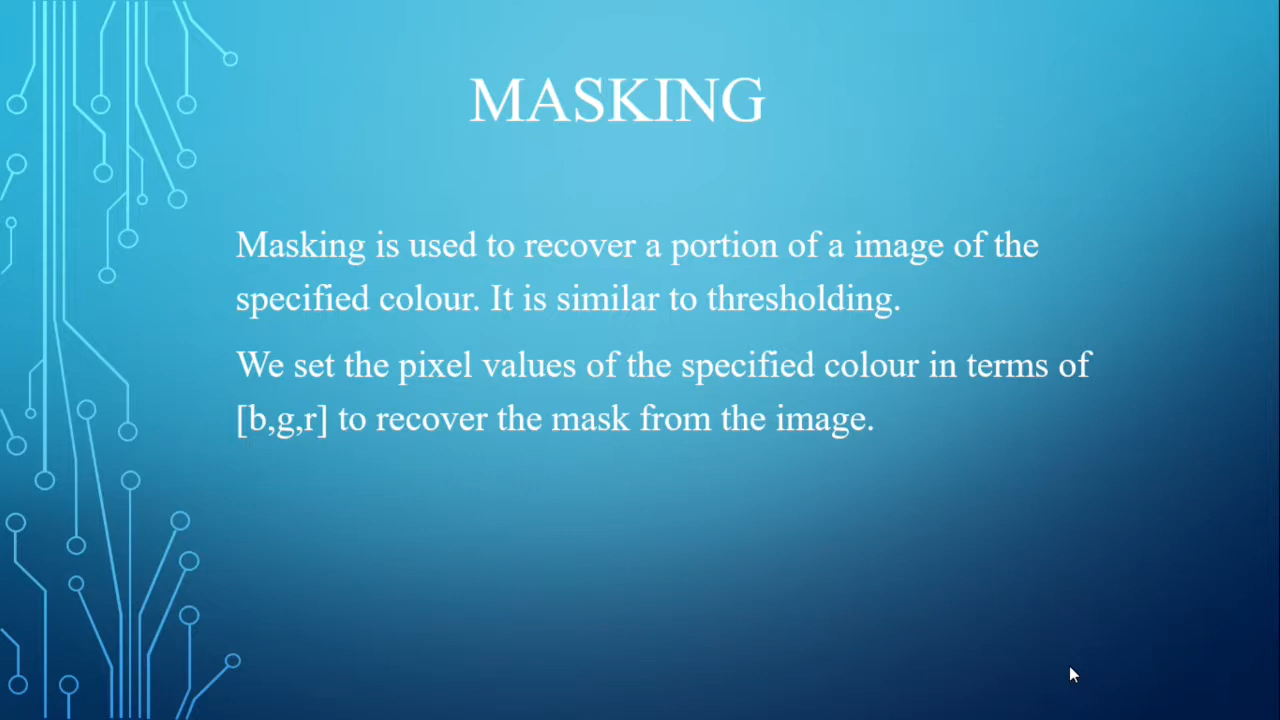 MASKING
Masking is used to recover a portion of a image of the
specified colour. It is similar to thresholding.
We set the pixel values of the specified colour in terms of
[b,g,r] to recover the mask from the image.